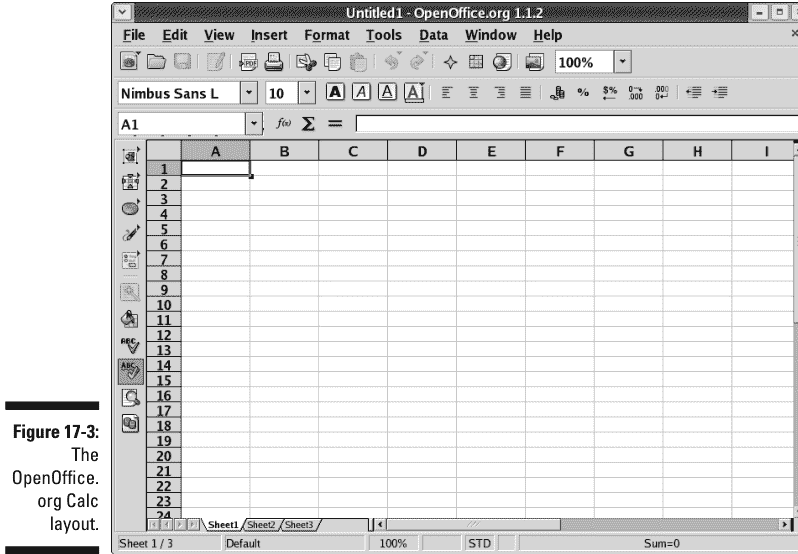 Untitled1 - OpenOffice.org 1.1.2
File Edit View Insert Format Tools Data Window Help
PDF 100%
Nimbus Sans L 10 A A A A % $%
A1 f(x) Σ =
A B C D E F G H I
1
2
3
4
5
6
7
8
9
10
11
12
13
14
15
16
17
18
19
20
21
22
23
24
ABC
ABC
Sheet1 Sheet2 Sheet3
Sheet 1 / 3 Default 100% STD Sum=0
Figure 17-3:
The
OpenOffice.
org Calc
layout.